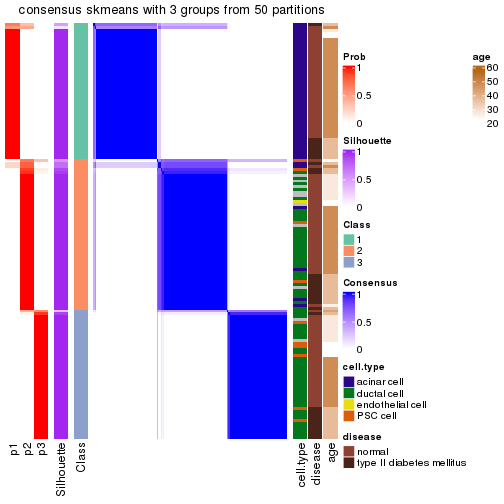 consensus skmeans with 3 groups from 50 partitions
Prob
1
0.5
0
age
60
50
40
30
20
Silhouette
1
0.5
0
Class
1
2
3
Consensus
1
0.5
0
cell.type
acinar cell
ductal cell
endothelial cell
PSC cell
disease
normal
type II diabetes mellitus
p1
p2
p3
Silhouette
Class
cell.type
disease
age